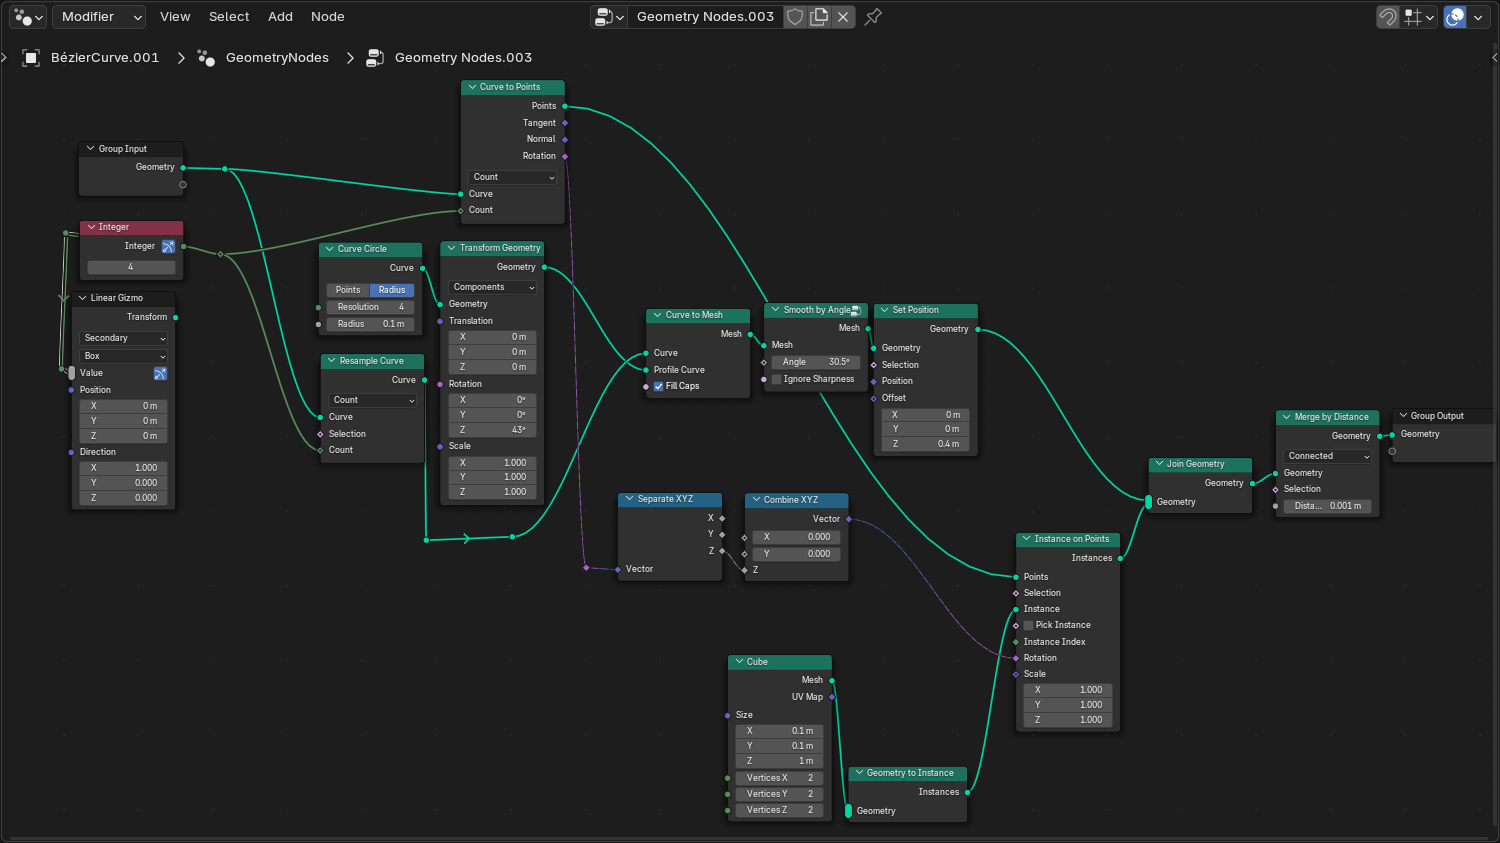 Modifier View Select Add Node Geometry Nodes.003
BézierCurve.001 GeometryNodes Geometry Nodes.003
Curve to Points
Points
Tangent
Normal
Rotation
Count
Curve
Count
Group Input
Geometry
Integer
Integer
4
Linear Gizmo
Transform
Secondary
Box
Value
Position
X 0 m
Y 0 m
Z 0 m
Direction
X 1.000
Y 0.000
Z 0.000
Curve Circle
Curve
Points Radius
Resolution 4
Radius 0.1 m
Resample Curve
Curve
Count
Curve
Selection
Count
Transform Geometry
Geometry
Components
Geometry
Translation
X 0 m
Y 0 m
Z 0 m
Rotation
X 0°
Y 0°
Z 43°
Scale
X 1.000
Y 1.000
Z 1.000
Curve to Mesh
Mesh
Curve
Profile Curve
Fill Caps
Smooth by Angle
Mesh
Mesh
Angle 30.5°
Ignore Sharpness
Set Position
Geometry
Geometry
Selection
Position
Offset
X 0 m
Y 0 m
Z 0.4 m
Separate XYZ
X
Y
Z
Vector
Combine XYZ
Vector
X 0.000
Y 0.000
Z
Cube
Mesh
UV Map
Size
X 0.1 m
Y 0.1 m
Z 1 m
Vertices X 2
Vertices Y 2
Vertices Z 2
Geometry to Instance
Instances
Geometry
Instance on Points
Instances
Points
Selection
Instance
Pick Instance
Instance Index
Rotation
Scale
X 1.000
Y 1.000
Z 1.000
Join Geometry
Geometry
Geometry
Merge by Distance
Geometry
Connected
Geometry
Selection
Dista... 0.001 m
Group Output
Geometry